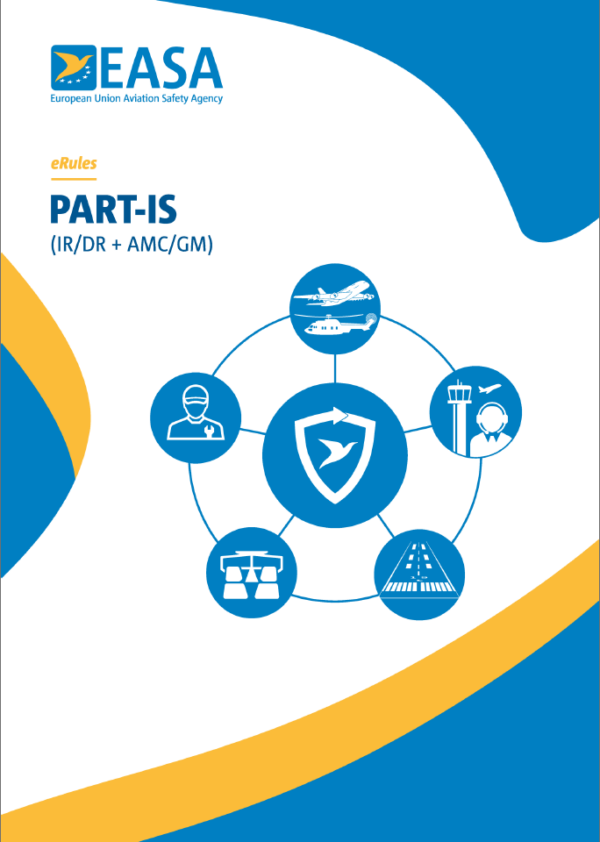 EASA
European Union Aviation Safety Agency
eRules
PART-IS
(IR/DR + AMC/GM)